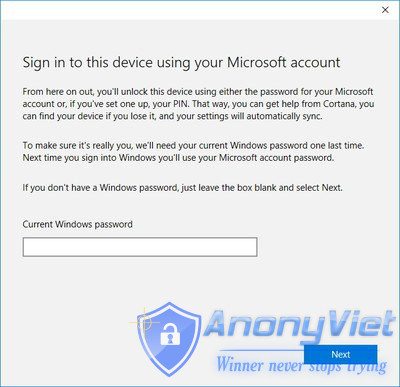 Sign in to this device using your Microsoft account
From here on out, you'll unlock this device using either the password for your Microsoft
account or, if you've set one up, your PIN. That way, you can get help from Cortana, you
can find your device if you lose it, and your settings will automatically sync.
To make sure it's really you, we'll need your current Windows password one last time.
Next time you sign into Windows you'll use your Microsoft account password.
If you don't have a Windows password, just leave the box blank and select Next.
Current Windows password
AnonyViet
Next
Winner never stops trying